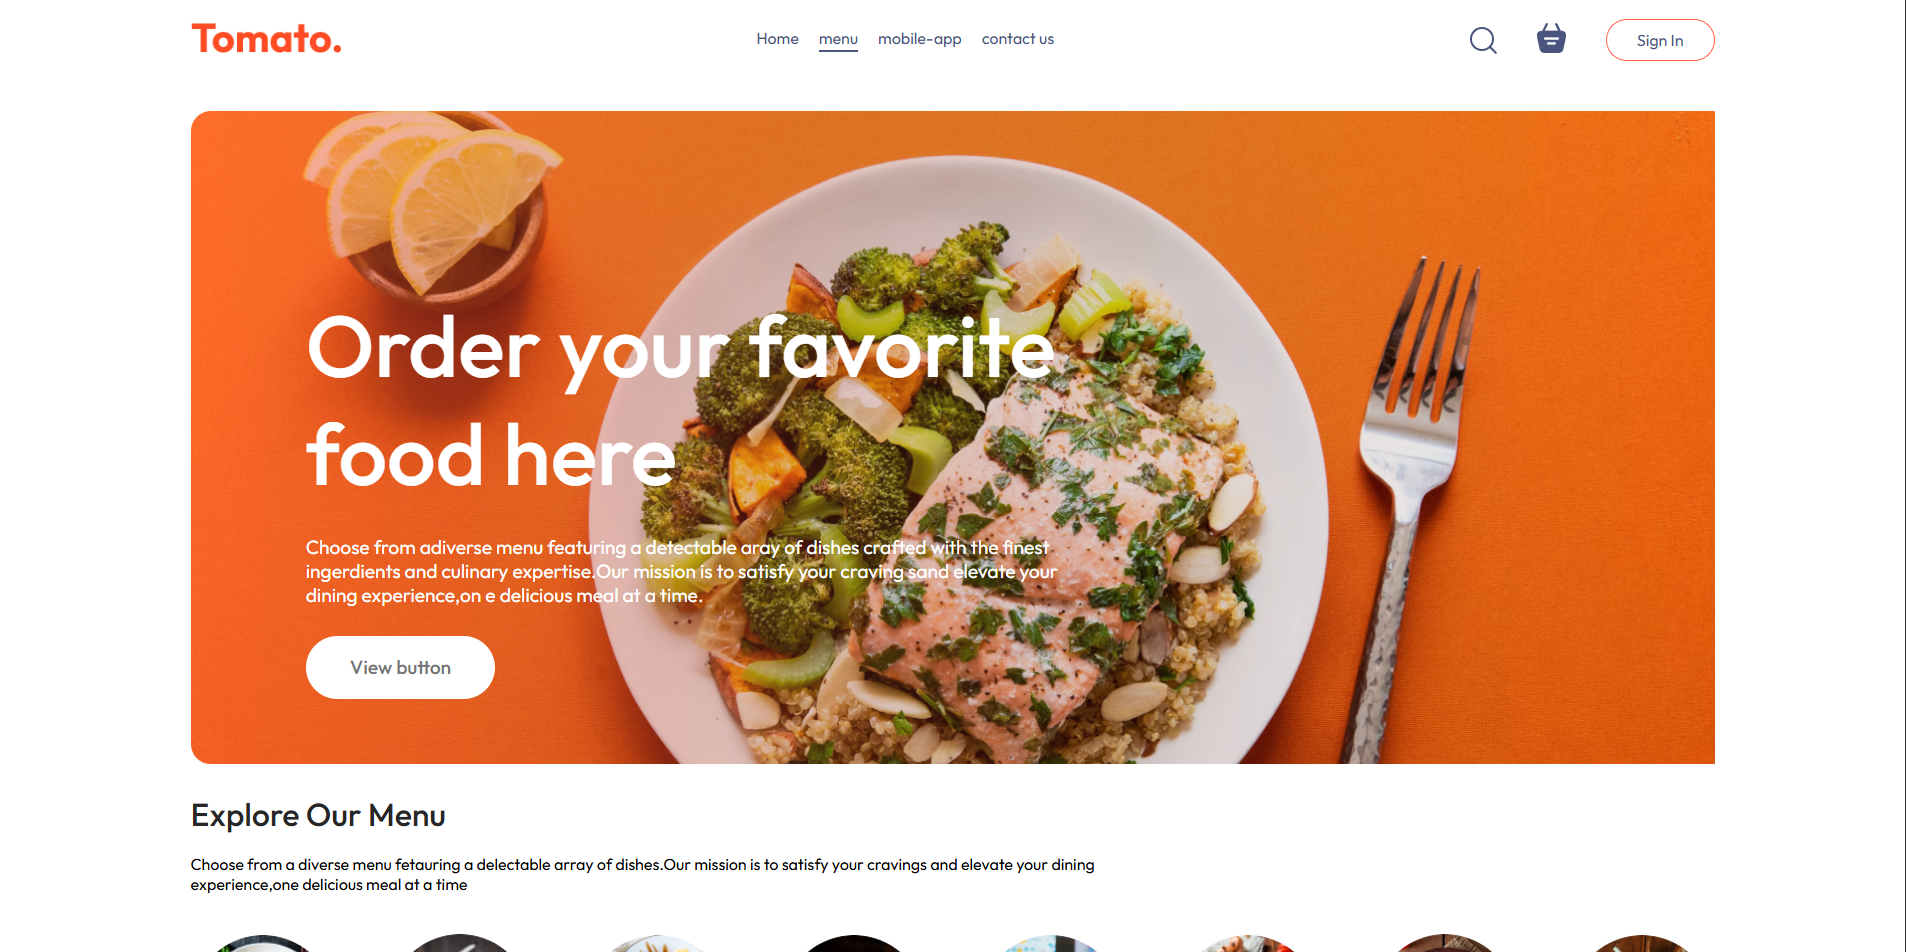 Tomato.
Home menu mobile-app contact us
Sign In
Order your favorite
food here
Choose from adiverse menu featuring a detectable aray of dishes crafted with the finest
ingerdients and culinary expertise.Our mission is to satisfy your craving sand elevate your
dining experience,on e delicious meal at a time.
View button
Explore Our Menu
Choose from a diverse menu fetauring a delectable array of dishes.Our mission is to satisfy your cravings and elevate your dining
experience,one delicious meal at a time